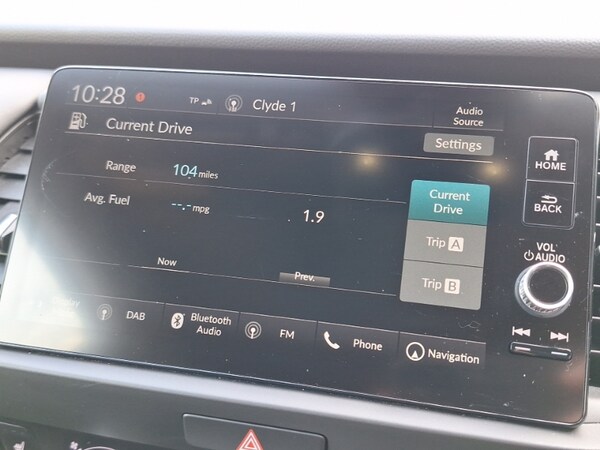 10:28 TP Clyde 1
Audio
Source
Current Drive
Settings
Range 104 miles
Avg. Fuel --.- mpg 1.9
Now
Prev.
Current
Drive
Trip A
Trip B
HOME
BACK
VOL
AUDIO
DAB
Bluetooth
Audio
FM
Phone
Navigation